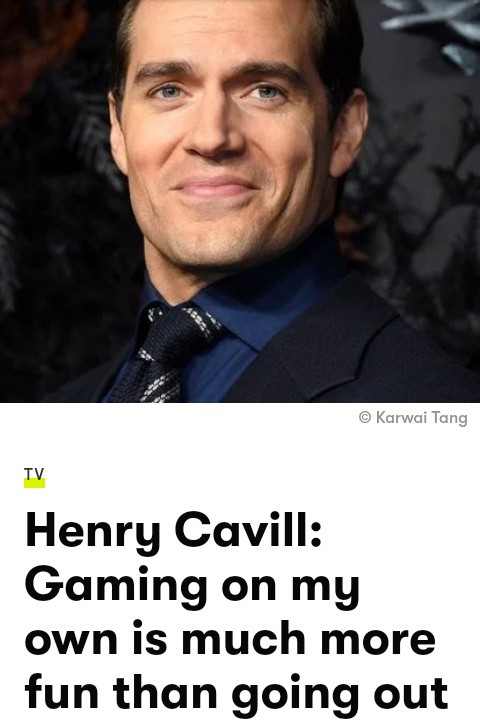 © Karwai Tang
TV
Henry Cavill:
Gaming on my
own is much more
fun than going out